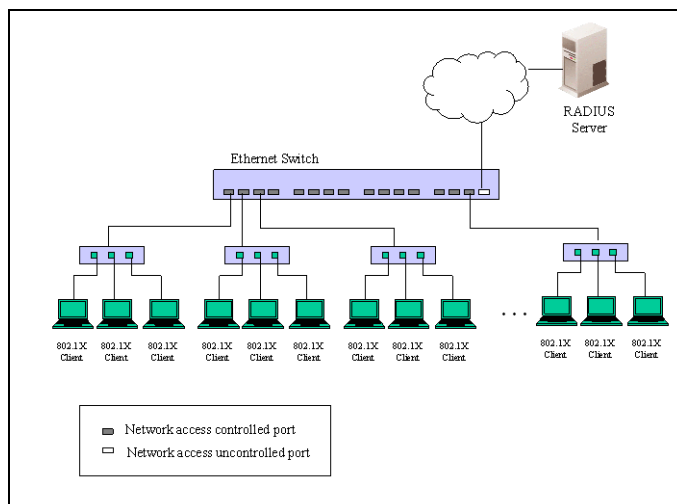 RADIUS
Server
Ethernet Switch
802.1X
Client
802.1X
Client
802.1X
Client
802.1X
Client
802.1X
Client
802.1X
Client
802.1X
Client
802.1X
Client
802.1X
Client
. . .
802.1X
Client
802.1X
Client
802.1X
Client
Network access controlled port
Network access uncontrolled port